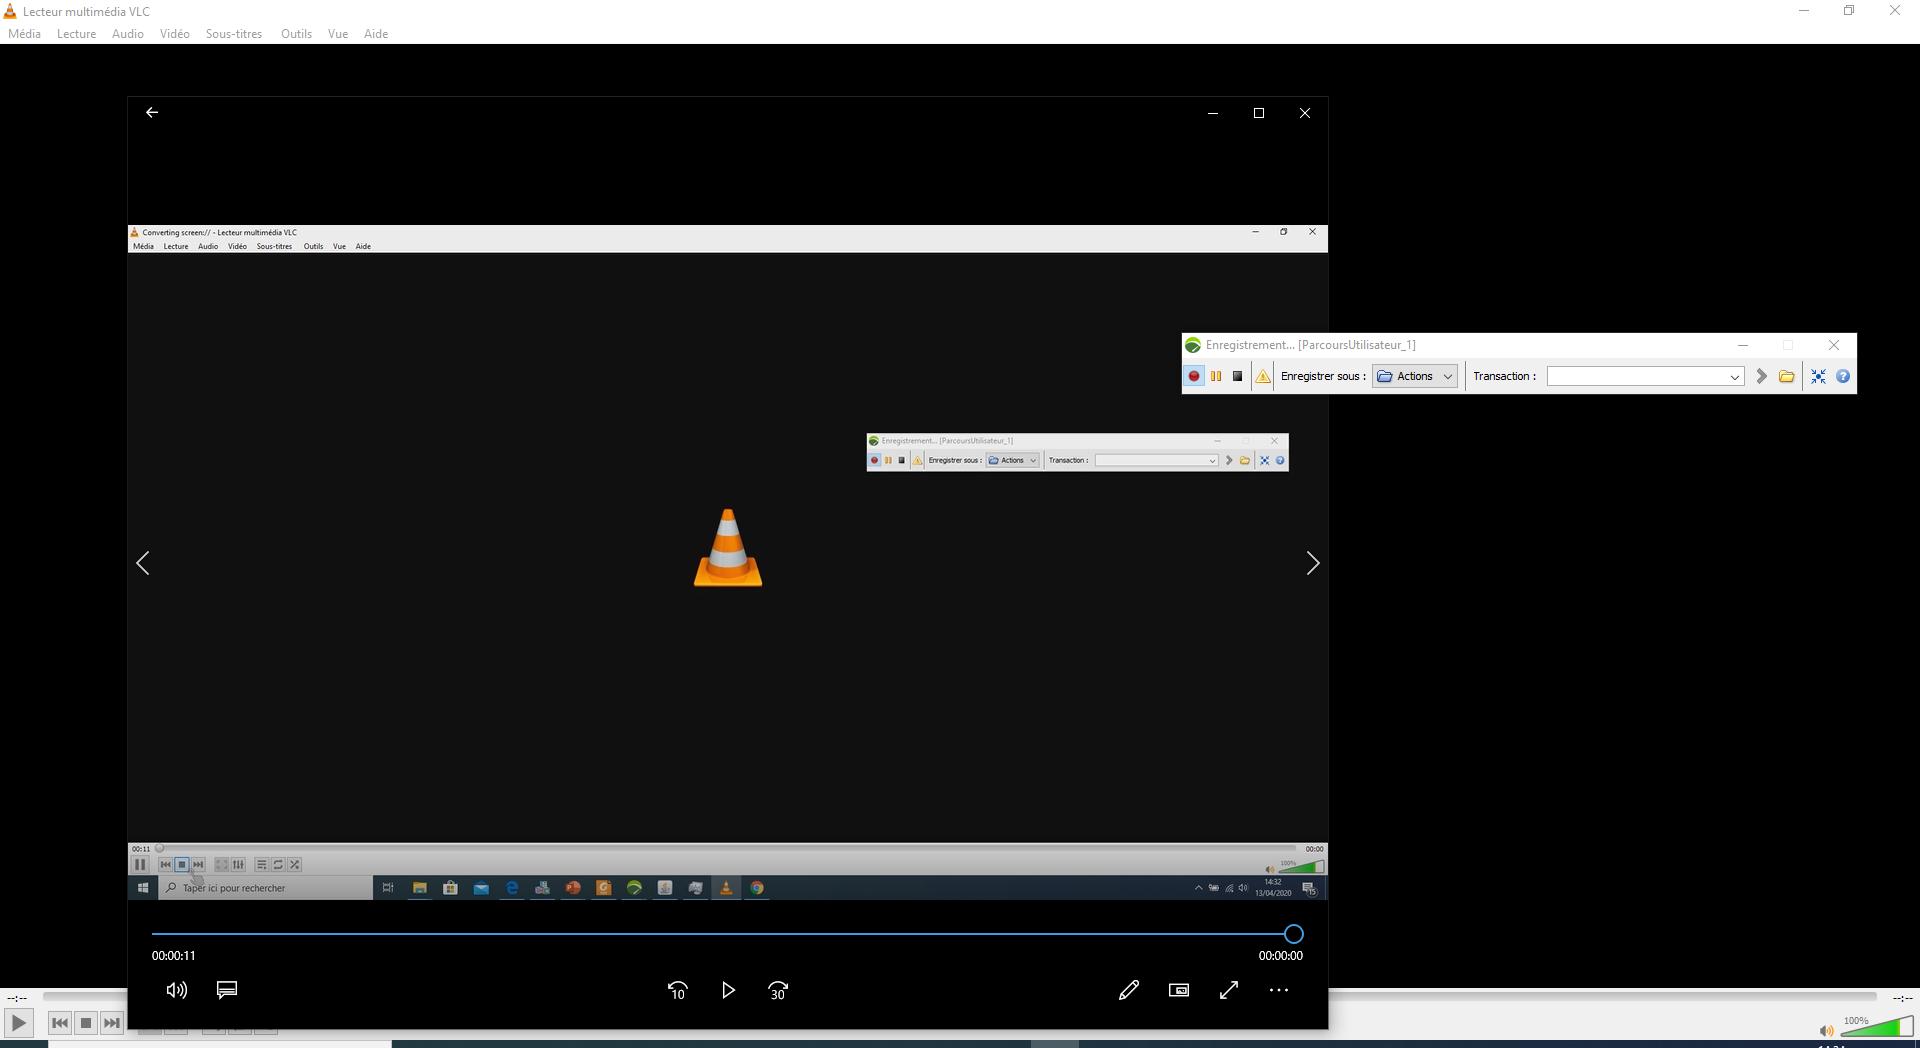 Lecteur multimédia VLC
Média Lecture Audio Vidéo Sous-titres Outils Vue Aide
Converting screen:// - Lecteur multimédia VLC
Média Lecture Audio Vidéo Sous-titres Outils Vue Aide
Enregistrement... [ParcoursUtilisateur_1]
Enregistrer sous : Actions Transaction :
Enregistrement... [ParcoursUtilisateur_1]
Enregistrer sous : Actions Transaction :
00:11 00:00
100%
Taper ici pour rechercher
14:32
13/04/2020
15
00:00:11 00:00:00
10 30
--:-- --:--
100%